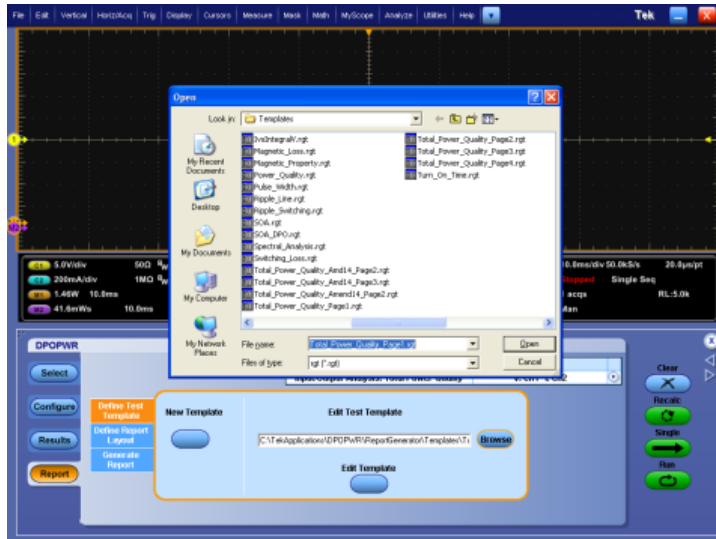 File Edit Vertical Horiz/Acq Trig Display Cursors Measure Mask Math MyScope Analyze Utilities Help Tek
Open
Look in: Templates
My Recent Documents
Desktop
My Documents
My Computer
My Network Places
IvsIntegralV.rgt
Magnetic_Loss.rgt
Magnetic_Property.rgt
Power_Quality.rgt
Pulse_Width.rgt
Ripple_Line.rgt
Ripple_Switching.rgt
SOA.rgt
SOA_DPO.rgt
Spectral_Analysis.rgt
Switching_Loss.rgt
Total_Power_Quality_Amd14_Page2.rgt
Total_Power_Quality_Amd14_Page3.rgt
Total_Power_Quality_Amend14_Page2.rgt
Total_Power_Quality_Page1.rgt
Total_Power_Quality_Page2.rgt
Total_Power_Quality_Page3.rgt
Total_Power_Quality_Page4.rgt
Turn_On_Time.rgt
File name: Total_Power_Quality_Page1.rgt Open
Files of type: rgt (*.rgt) Cancel
5.0V/div 50Ω
200mA/div 1MΩ
1.46W 10.0ms
41.6mWs 10.0ms
10.0ms/div 50.0kS/s 20.0µs/pt
Stopped Single Seq
acqs RL:5.0k
Man
DPOPWR
Select
Configure
Results
Report
Define Test Template
Define Report Layout
Generate Report
New Template
Edit Test Template
C:\TekApplications\DPOPWR\ReportGenerator\Templates\To
Browse
Edit Template
Clear
Recalc
Single
Run